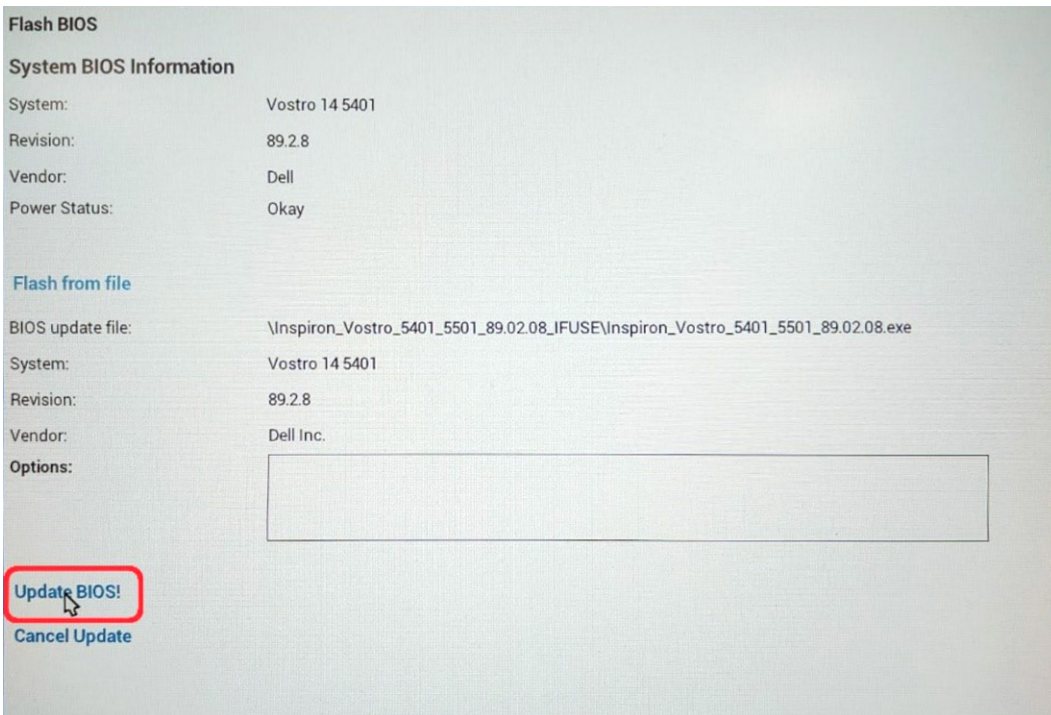 Flash BIOS
System BIOS Information
System: Vostro 14 5401
Revision: 89.2.8
Vendor: Dell
Power Status: Okay
Flash from file
BIOS update file: \Inspiron_Vostro_5401_5501_89.02.08_IFUSE\Inspiron_Vostro_5401_5501_89.02.08.exe
System: Vostro 14 5401
Revision: 89.2.8
Vendor: Dell Inc.
Options:
Update BIOS!
Cancel Update